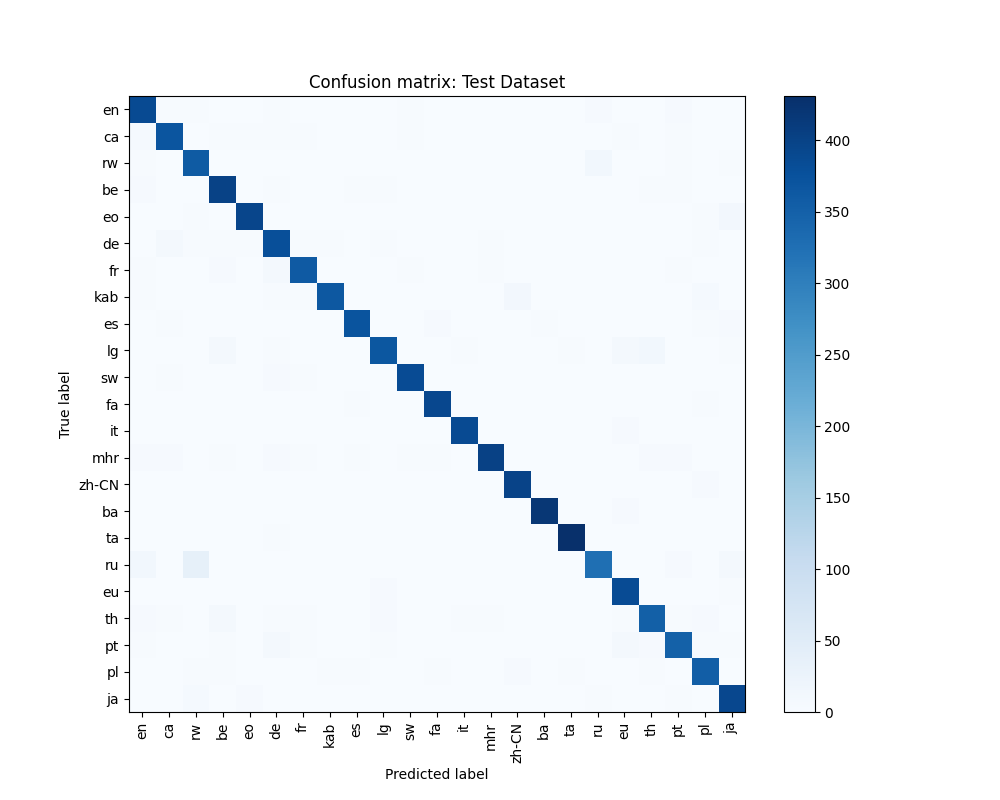 Confusion matrix: Test Dataset
True label
en
ca
rw
be
eo
de
fr
kab
es
lg
sw
fa
it
mhr
zh-CN
ba
ta
ru
eu
th
pt
pl
ja
en ca rw be eo de fr kab es lg sw fa it mhr zh-CN ba ta ru eu th pt pl ja
Predicted label
400
350
300
250
200
150
100
50
0